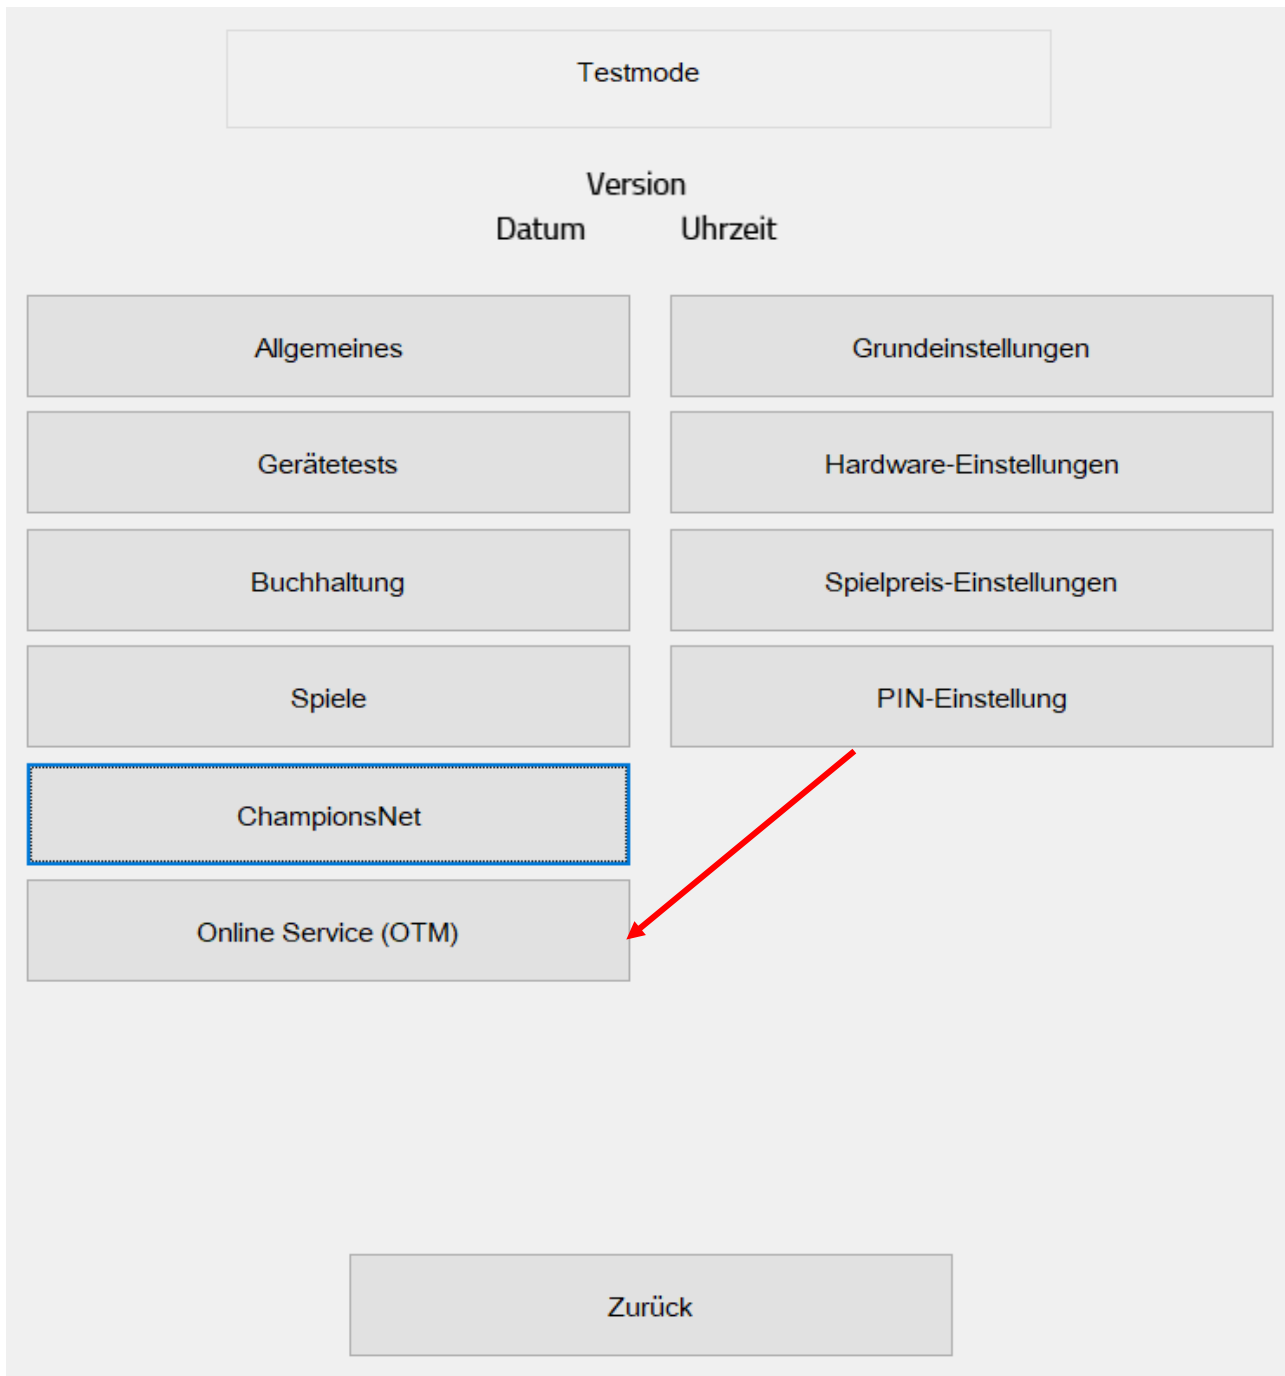 Testmode
Version
Datum Uhrzeit
Allgemeines
Grundeinstellungen
Gerätetests
Hardware-Einstellungen
Buchhaltung
Spielpreis-Einstellungen
Spiele
PIN-Einstellung
ChampionsNet
Online Service (OTM)
Zurück